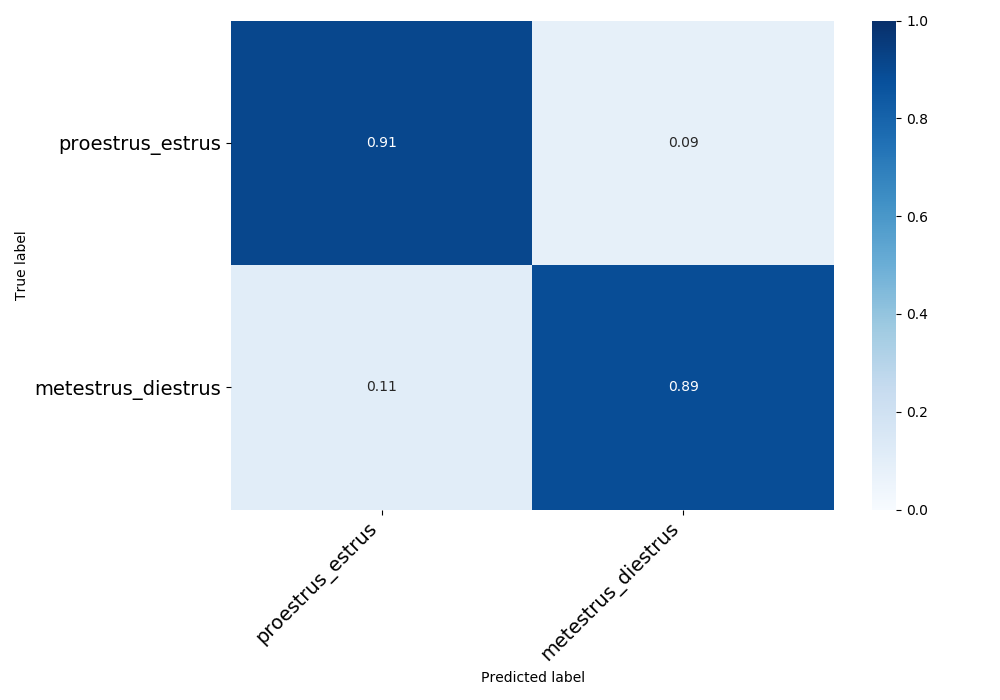 True label
proestrus_estrus
metestrus_diestrus
0.91
0.09
0.11
0.89
1.0
0.8
0.6
0.4
0.2
0.0
proestrus_estrus
metestrus_diestrus
Predicted label